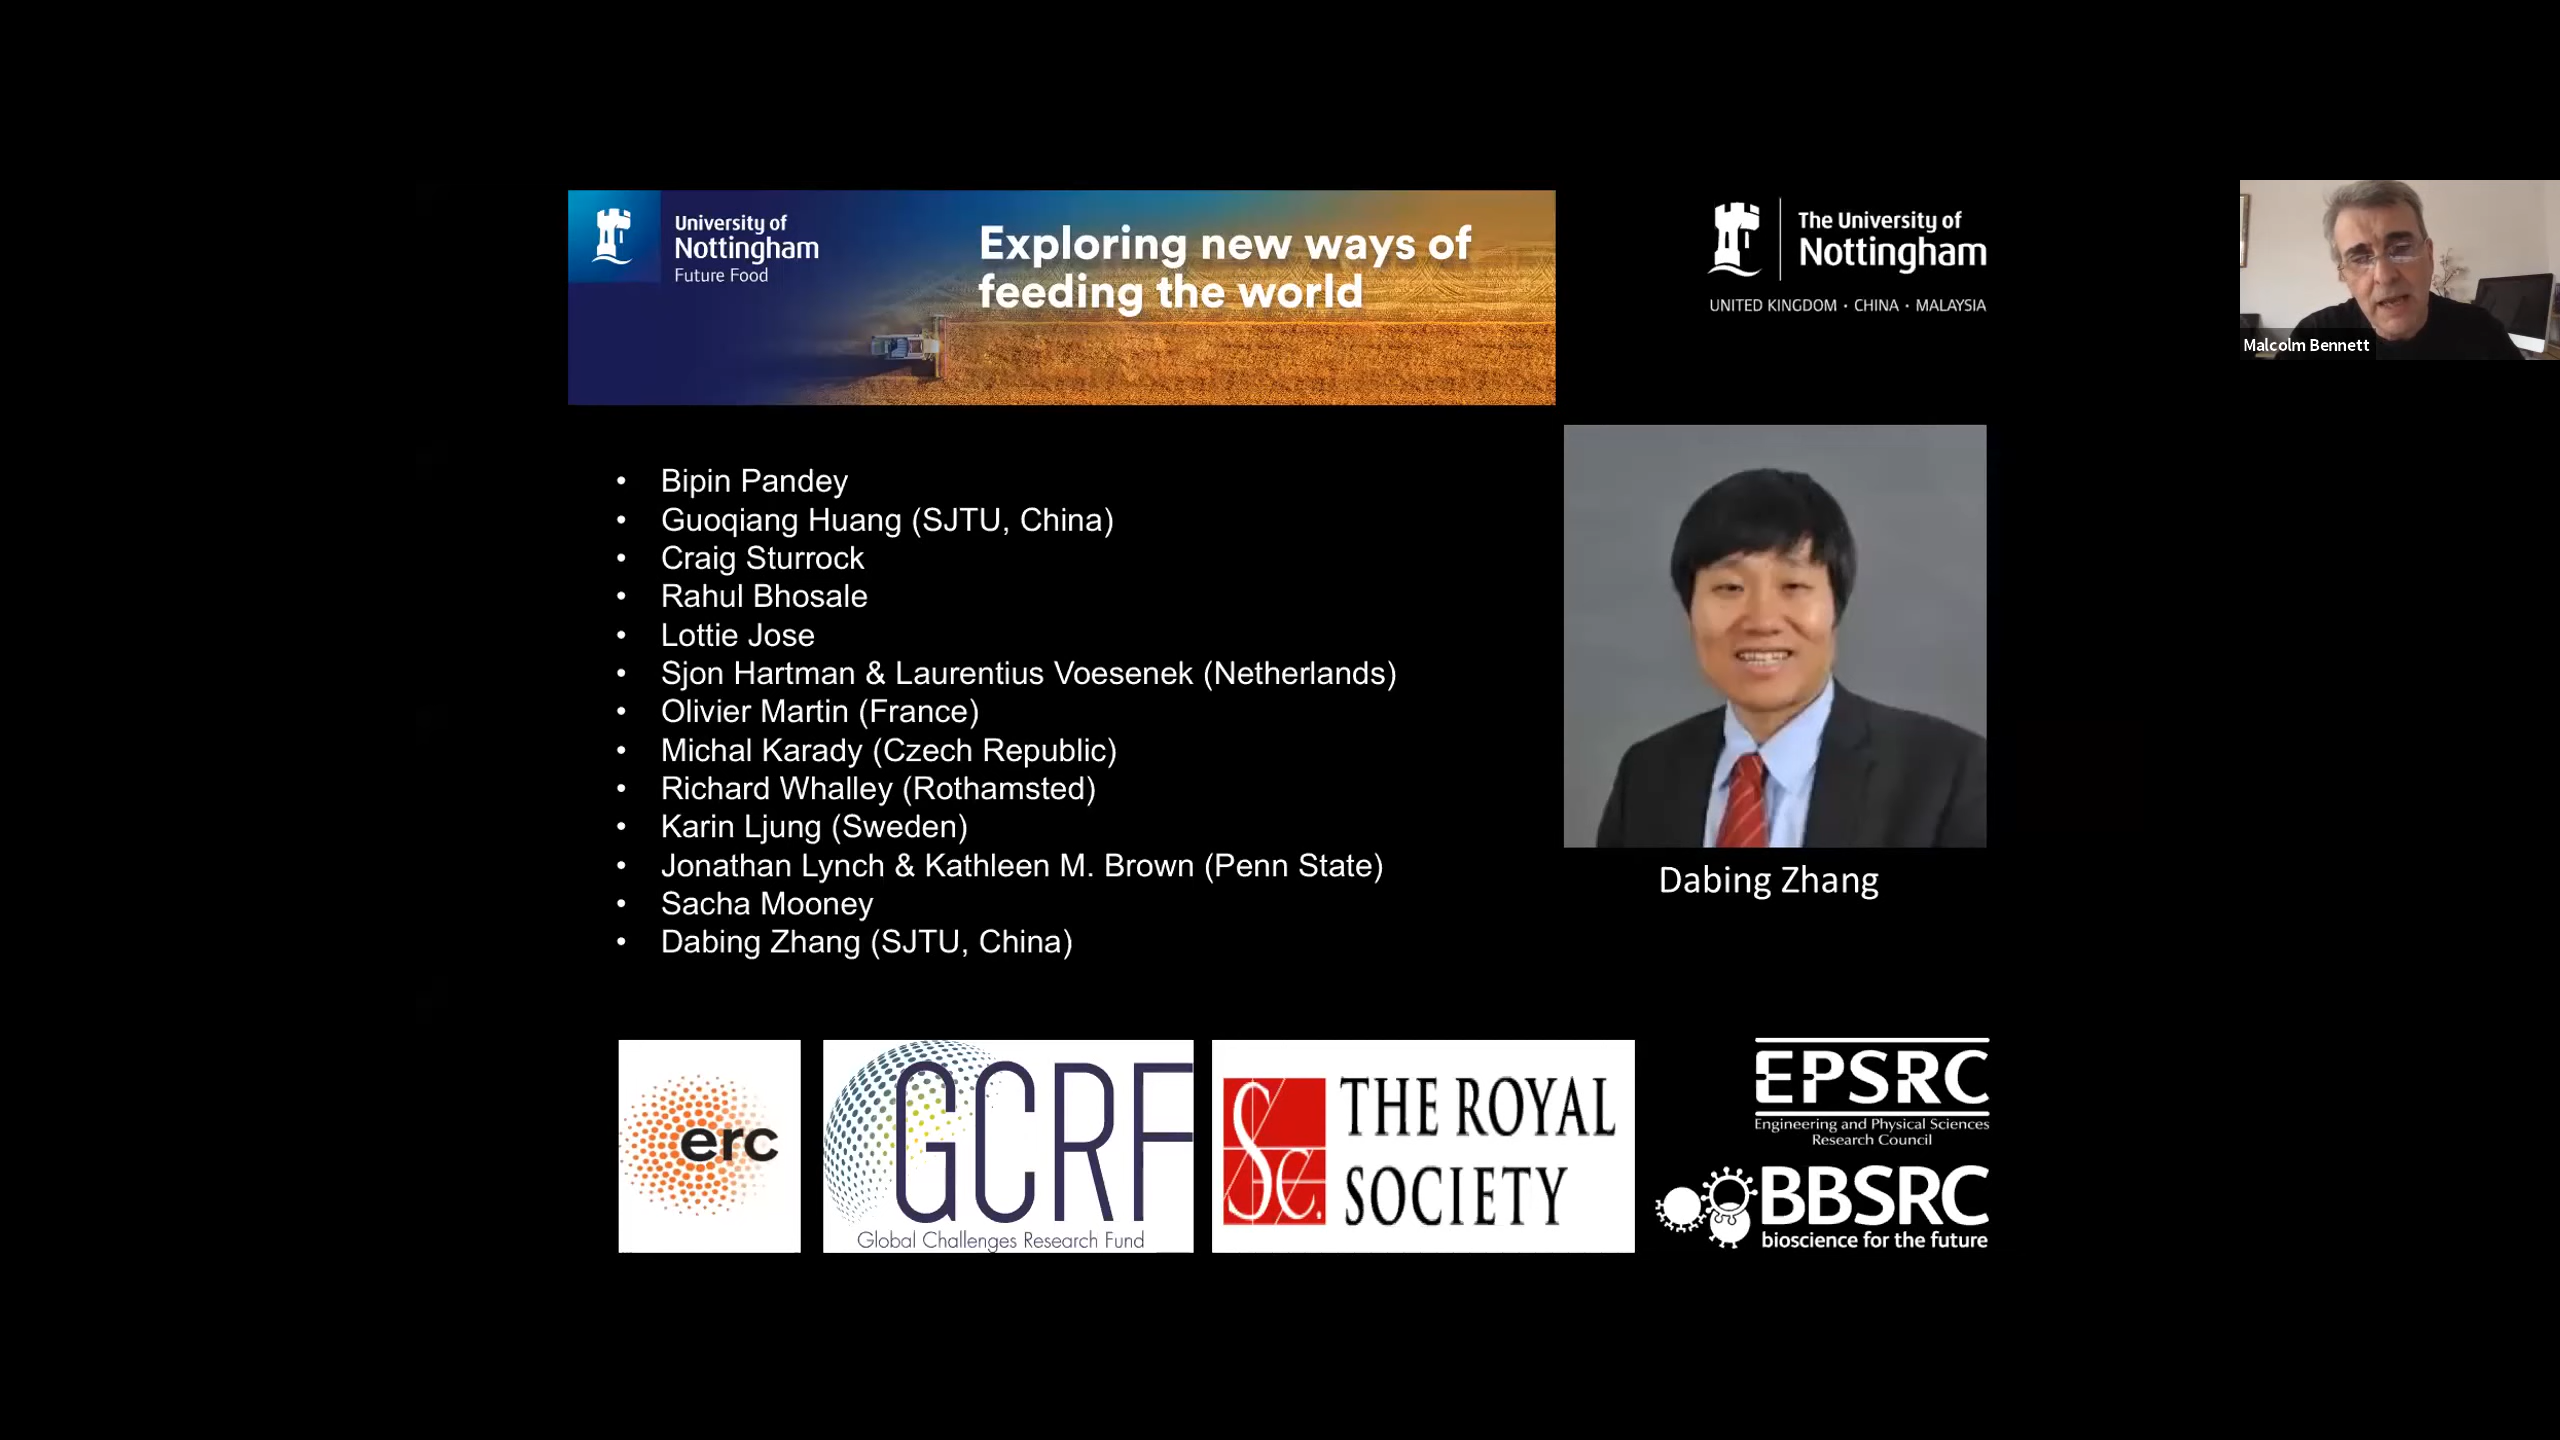 University of
Nottingham
Future Food
Exploring new ways of
feeding the world
The University of
Nottingham
UNITED KINGDOM · CHINA · MALAYSIA
Malcolm Bennett
• Bipin Pandey
• Guoqiang Huang (SJTU, China)
• Craig Sturrock
• Rahul Bhosale
• Lottie Jose
• Sjon Hartman & Laurentius Voesenek (Netherlands)
• Olivier Martin (France)
• Michal Karady (Czech Republic)
• Richard Whalley (Rothamsted)
• Karin Ljung (Sweden)
• Jonathan Lynch & Kathleen M. Brown (Penn State)
• Sacha Mooney
• Dabing Zhang (SJTU, China)
Dabing Zhang
erc
GCRF
Global Challenges Research Fund
Sc.
THE ROYAL
SOCIETY
EPSRC
Engineering and Physical Sciences
Research Council
BBSRC
bioscience for the future